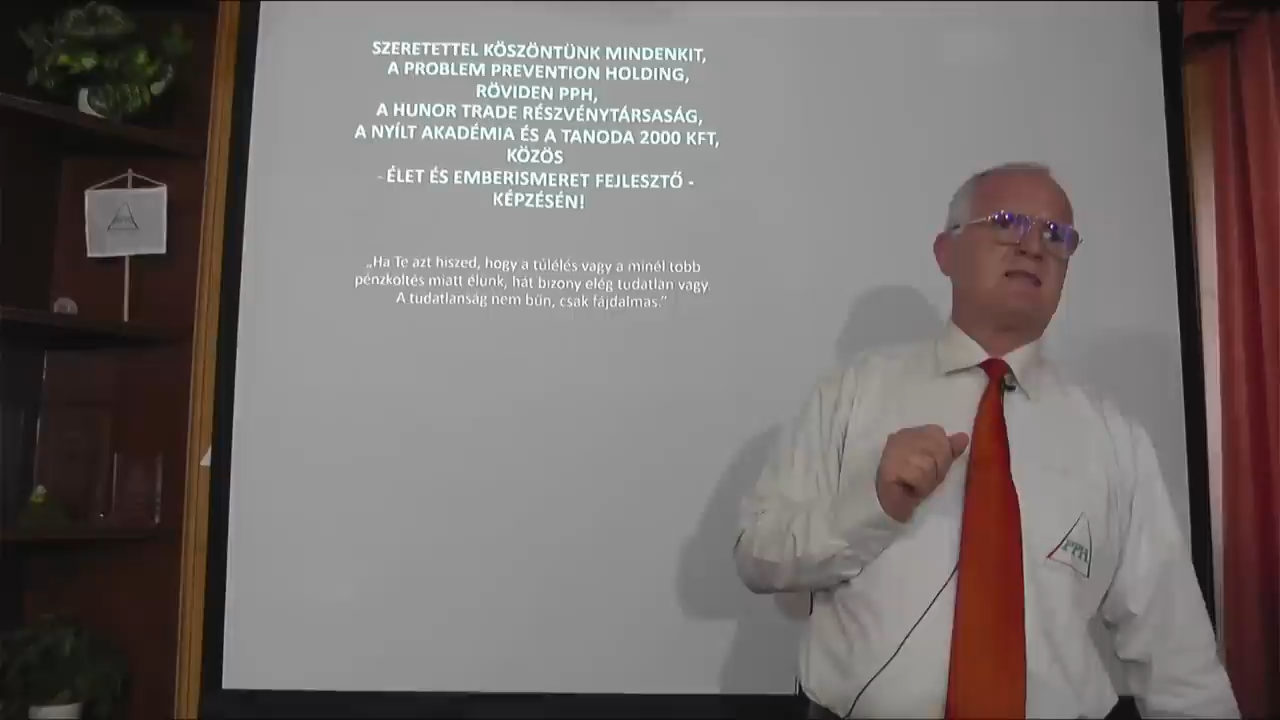 SZERETETTEL KÖSZÖNTÜNK MINDENKIT,
A PROBLEM PREVENTION HOLDING,
RÖVIDEN PPH,
A HUNOR TRADE RÉSZVÉNYTÁRSASÁG,
A NYÍLT AKADÉMIA ÉS A TANODA 2000 KFT,
KÖZÖS
- ÉLET ÉS EMBERISMERET FEJLESZTŐ -
KÉPZÉSÉN!
„Ha Te azt hiszed, hogy a túlélés vagy a minél több
pénzköltés miatt élünk, hát bizony elég tudatlan vagy.
A tudatlanság nem bűn, csak fájdalmas.”
PPH
PPH